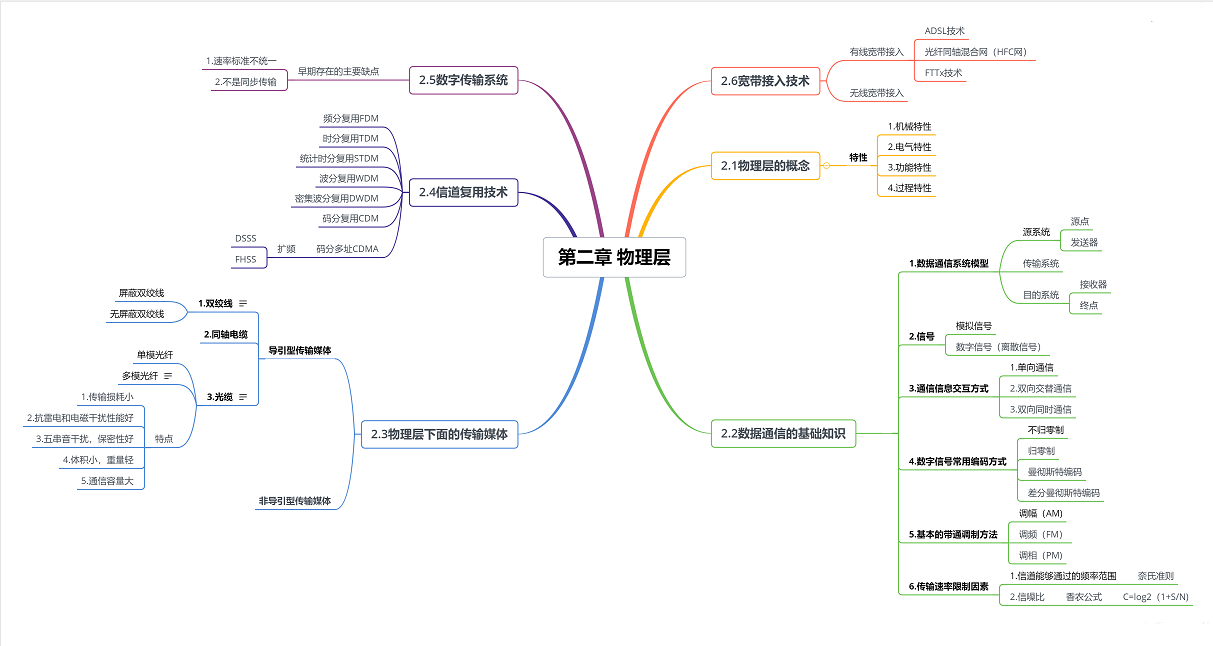 第二章 物理层
2.6宽带接入技术
有线宽带接入
ADSL技术
光纤同轴混合网（HFC网）
FTTx技术
无线宽带接入
2.1物理层的概念
特性
1.机械特性
2.电气特性
3.功能特性
4.过程特性
2.2数据通信的基础知识
1.数据通信系统模型
源系统
源点
发送器
传输系统
目的系统
接收器
终点
2.信号
模拟信号
数字信号（离散信号）
3.通信信息交互方式
1.单向通信
2.双向交替通信
3.双向同时通信
4.数字信号常用编码方式
不归零制
归零制
曼彻斯特编码
差分曼彻斯特编码
5.基本的带通调制方法
调幅（AM）
调频（FM）
调相（PM）
6.传输速率限制因素
1.信道能够通过的频率范围
奈氏准则
2.信噪比
香农公式
C=log2（1+S/N）
2.5数字传输系统
早期存在的主要缺点
1.速率标准不统一
2.不是同步传输
2.4信道复用技术
频分复用FDM
时分复用TDM
统计时分复用STDM
波分复用WDM
密集波分复用DWDM
码分复用CDM
码分多址CDMA
扩频
DSSS
FHSS
2.3物理层下面的传输媒体
导引型传输媒体
1.双绞线
屏蔽双绞线
无屏蔽双绞线
2.同轴电缆
3.光缆
单模光纤
多模光纤
特点
1.传输损耗小
2.抗雷电和电磁干扰性能好
3.五串音干扰，保密性好
4.体积小，重量轻
5.通信容量大
非导引型传输媒体